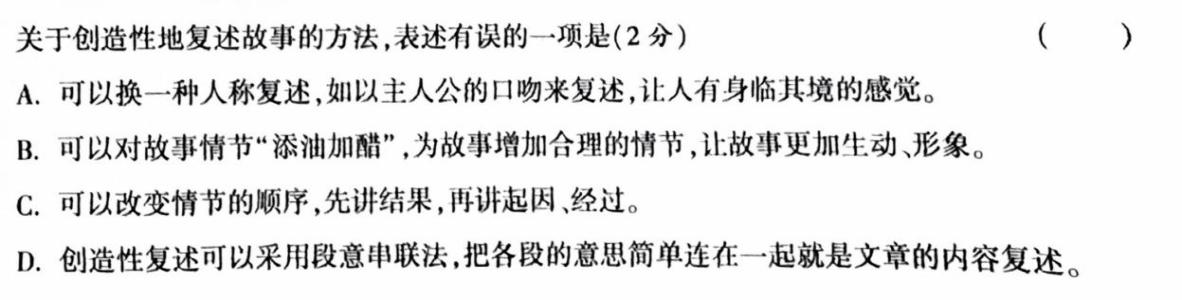 关于创造性地复述故事的方法,表述有误的一项是(2分) ( )
A. 可以换一种人称复述,如以主人公的口吻来复述,让人有身临其境的感觉。
B. 可以对故事情节“添油加醋”,为故事增加合理的情节,让故事更加生动、形象。
C. 可以改变情节的顺序,先讲结果,再讲起因、经过。
D. 创造性复述可以采用段意串联法,把各段的意思简单连在一起就是文章的内容复述。